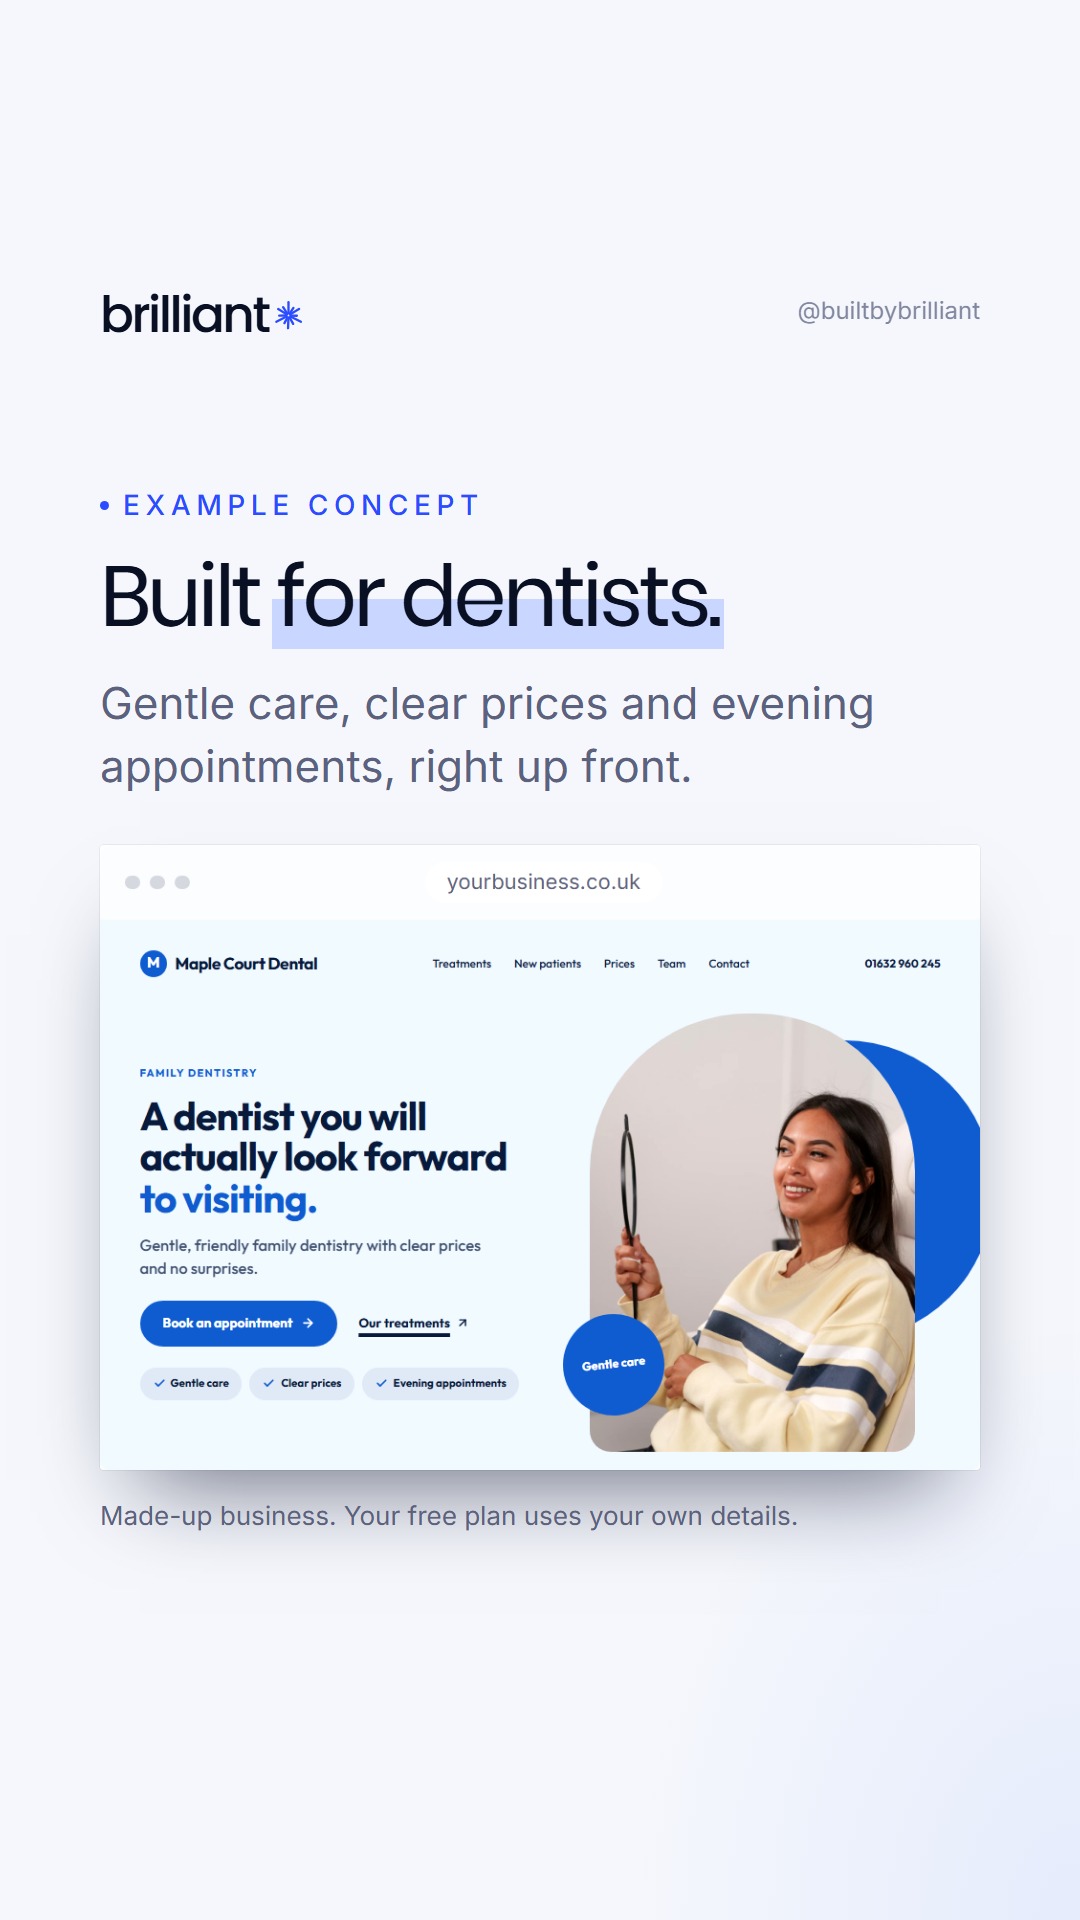 brilliant
@builtbybrilliant
• EXAMPLE CONCEPT
Built for dentists.
Gentle care, clear prices and evening
appointments, right up front.
yourbusiness.co.uk
M Maple Court Dental
Treatments New patients Prices Team Contact
01632 960 245
FAMILY DENTISTRY
A dentist you will
actually look forward
to visiting.
Gentle, friendly family dentistry with clear prices
and no surprises.
Book an appointment → Our treatments ↗
✓ Gentle care ✓ Clear prices ✓ Evening appointments
Gentle care
Made-up business. Your free plan uses your own details.